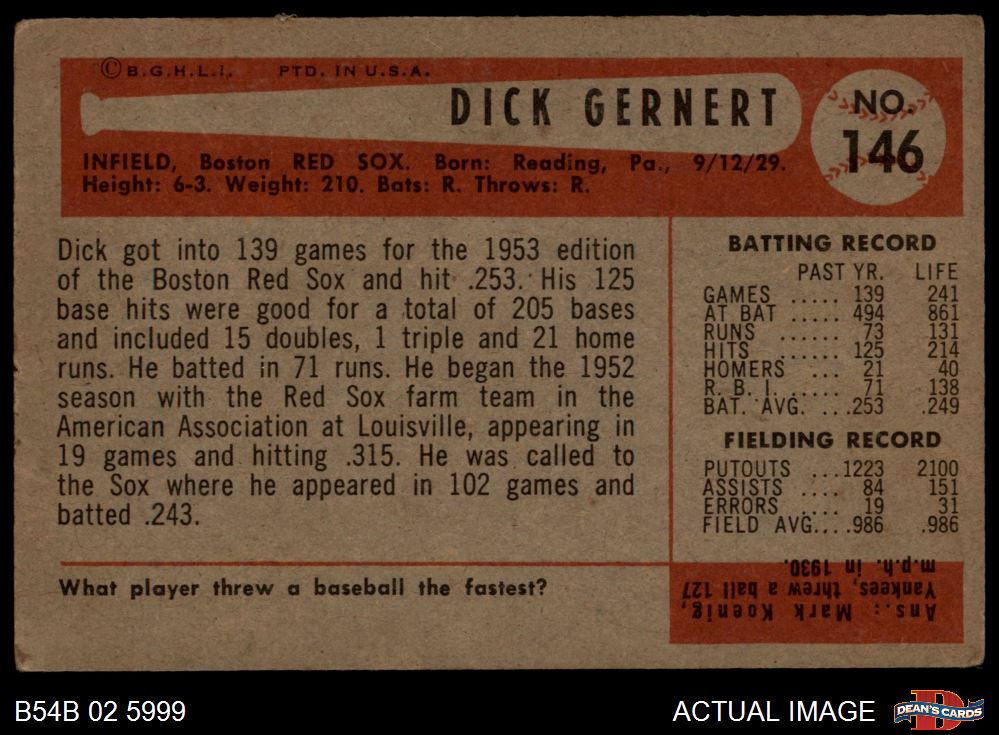 © B.G.H.L.I. PTD. IN U.S.A.
DICK GERNERT
NO.
146
INFIELD, Boston RED SOX. Born: Reading, Pa., 9/12/29.
Height: 6-3. Weight: 210. Bats: R. Throws: R.
Dick got into 139 games for the 1953 edition
of the Boston Red Sox and hit .253. His 125
base hits were good for a total of 205 bases
and included 15 doubles, 1 triple and 21 home
runs. He batted in 71 runs. He began the 1952
season with the Red Sox farm team in the
American Association at Louisville, appearing in
19 games and hitting .315. He was called to
the Sox where he appeared in 102 games and
batted .243.
What player threw a baseball the fastest?
BATTING RECORD
PAST YR. LIFE
GAMES ..... 139 241
AT BAT ..... 494 861
RUNS ..... 73 131
HITS ...... 125 214
HOMERS ... 21 40
R. B. I. .... 71 138
BAT. AVG. ....253 .249
FIELDING RECORD
PUTOUTS ...1223 2100
ASSISTS .... 84 151
ERRORS .... 19 31
FIELD AVG....986 .986
Ans.: Mark Koenig,
Yankees, threw a ball 127
m.p.h. in 1930.
B54B 02 5999
ACTUAL IMAGE
DEAN'S CARDS